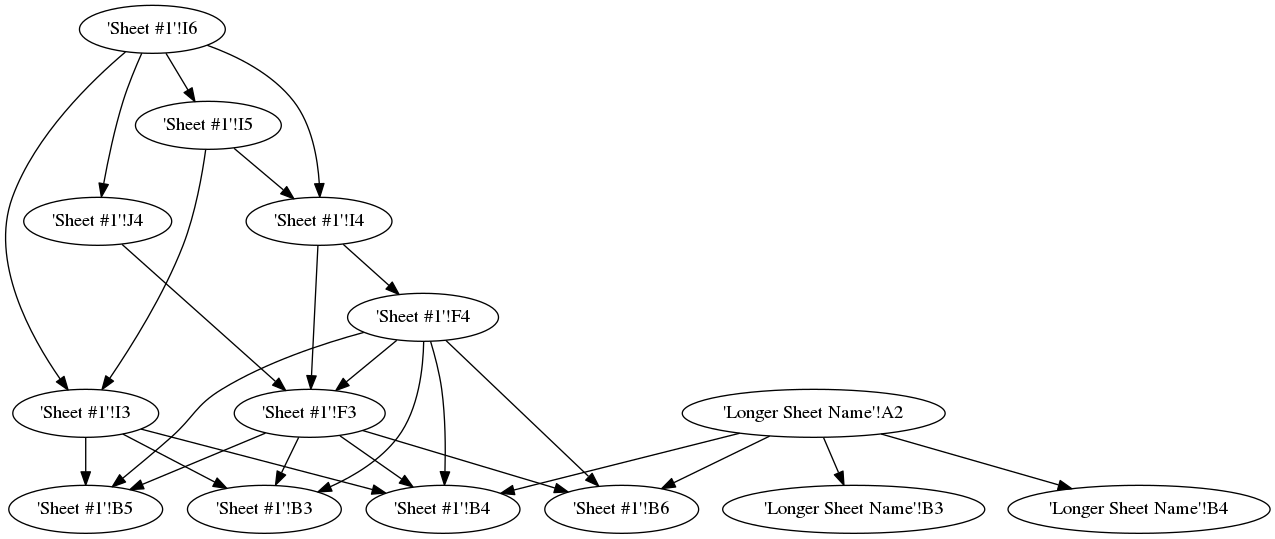 'Sheet #1'!I6
'Sheet #1'!I5
'Sheet #1'!J4
'Sheet #1'!I4
'Sheet #1'!F4
'Sheet #1'!I3
'Sheet #1'!F3
'Longer Sheet Name'!A2
'Sheet #1'!B5
'Sheet #1'!B3
'Sheet #1'!B4
'Sheet #1'!B6
'Longer Sheet Name'!B3
'Longer Sheet Name'!B4